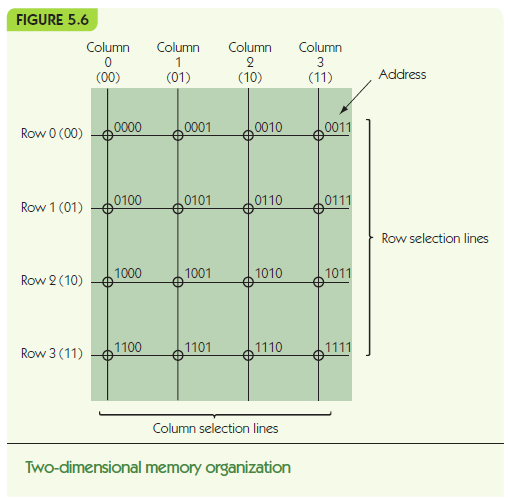 FIGURE 5.6
Column Column Column Column
0 1 2 3
(00) (01) (10) (11)
Address
Row 0 (00) 0000 0001 0010 0011
Row 1 (01) 0100 0101 0110 0111
Row selection lines
Row 2 (10) 1000 1001 1010 1011
Row 3 (11) 1100 1101 1110 1111
Column selection lines
Two-dimensional memory organization